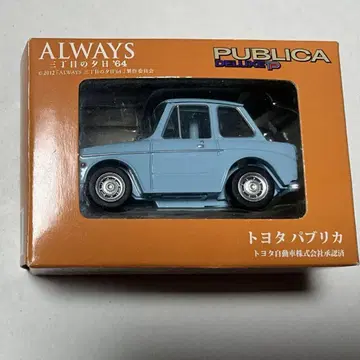 ALWAYS
三丁目の夕日'64
©2012「ALWAYS 三丁目の夕日'64」製作委員会
PUBLICA
DELUXE
トヨタ パブリカ
トヨタ自動車株式会社承認済